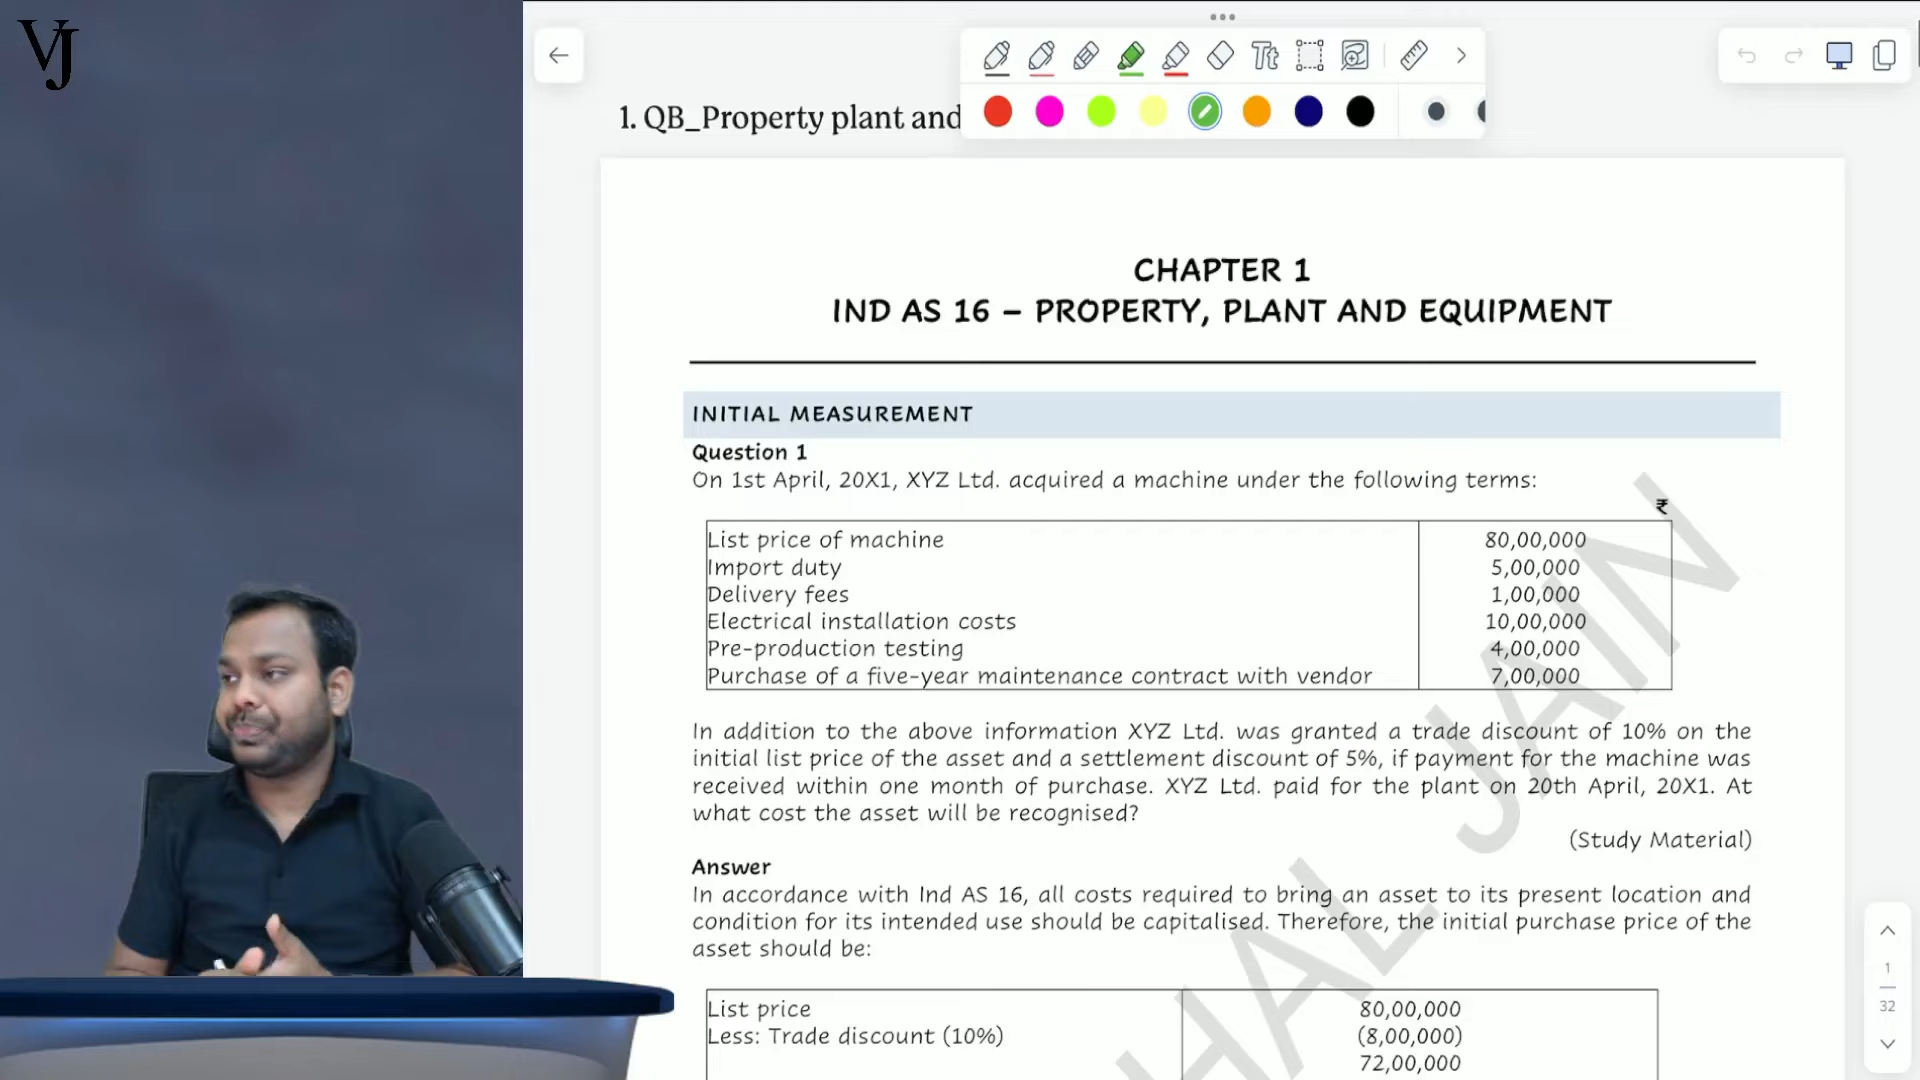 VJ
1. QB_Property plant and
Tt
CHAPTER 1
IND AS 16 – PROPERTY, PLANT AND EQUIPMENT
INITIAL MEASUREMENT
Question 1
On 1st April, 20X1, XYZ Ltd. acquired a machine under the following terms:
₹
List price of machine 80,00,000
Import duty 5,00,000
Delivery fees 1,00,000
Electrical installation costs 10,00,000
Pre-production testing 4,00,000
Purchase of a five-year maintenance contract with vendor 7,00,000
In addition to the above information XYZ Ltd. was granted a trade discount of 10% on the
initial list price of the asset and a settlement discount of 5%, if payment for the machine was
received within one month of purchase. XYZ Ltd. paid for the plant on 20th April, 20X1. At
what cost the asset will be recognised?
(Study Material)
Answer
In accordance with Ind AS 16, all costs required to bring an asset to its present location and
condition for its intended use should be capitalised. Therefore, the initial purchase price of the
asset should be:
List price 80,00,000
Less: Trade discount (10%) (8,00,000)
72,00,000
HAL JAIN
1
32